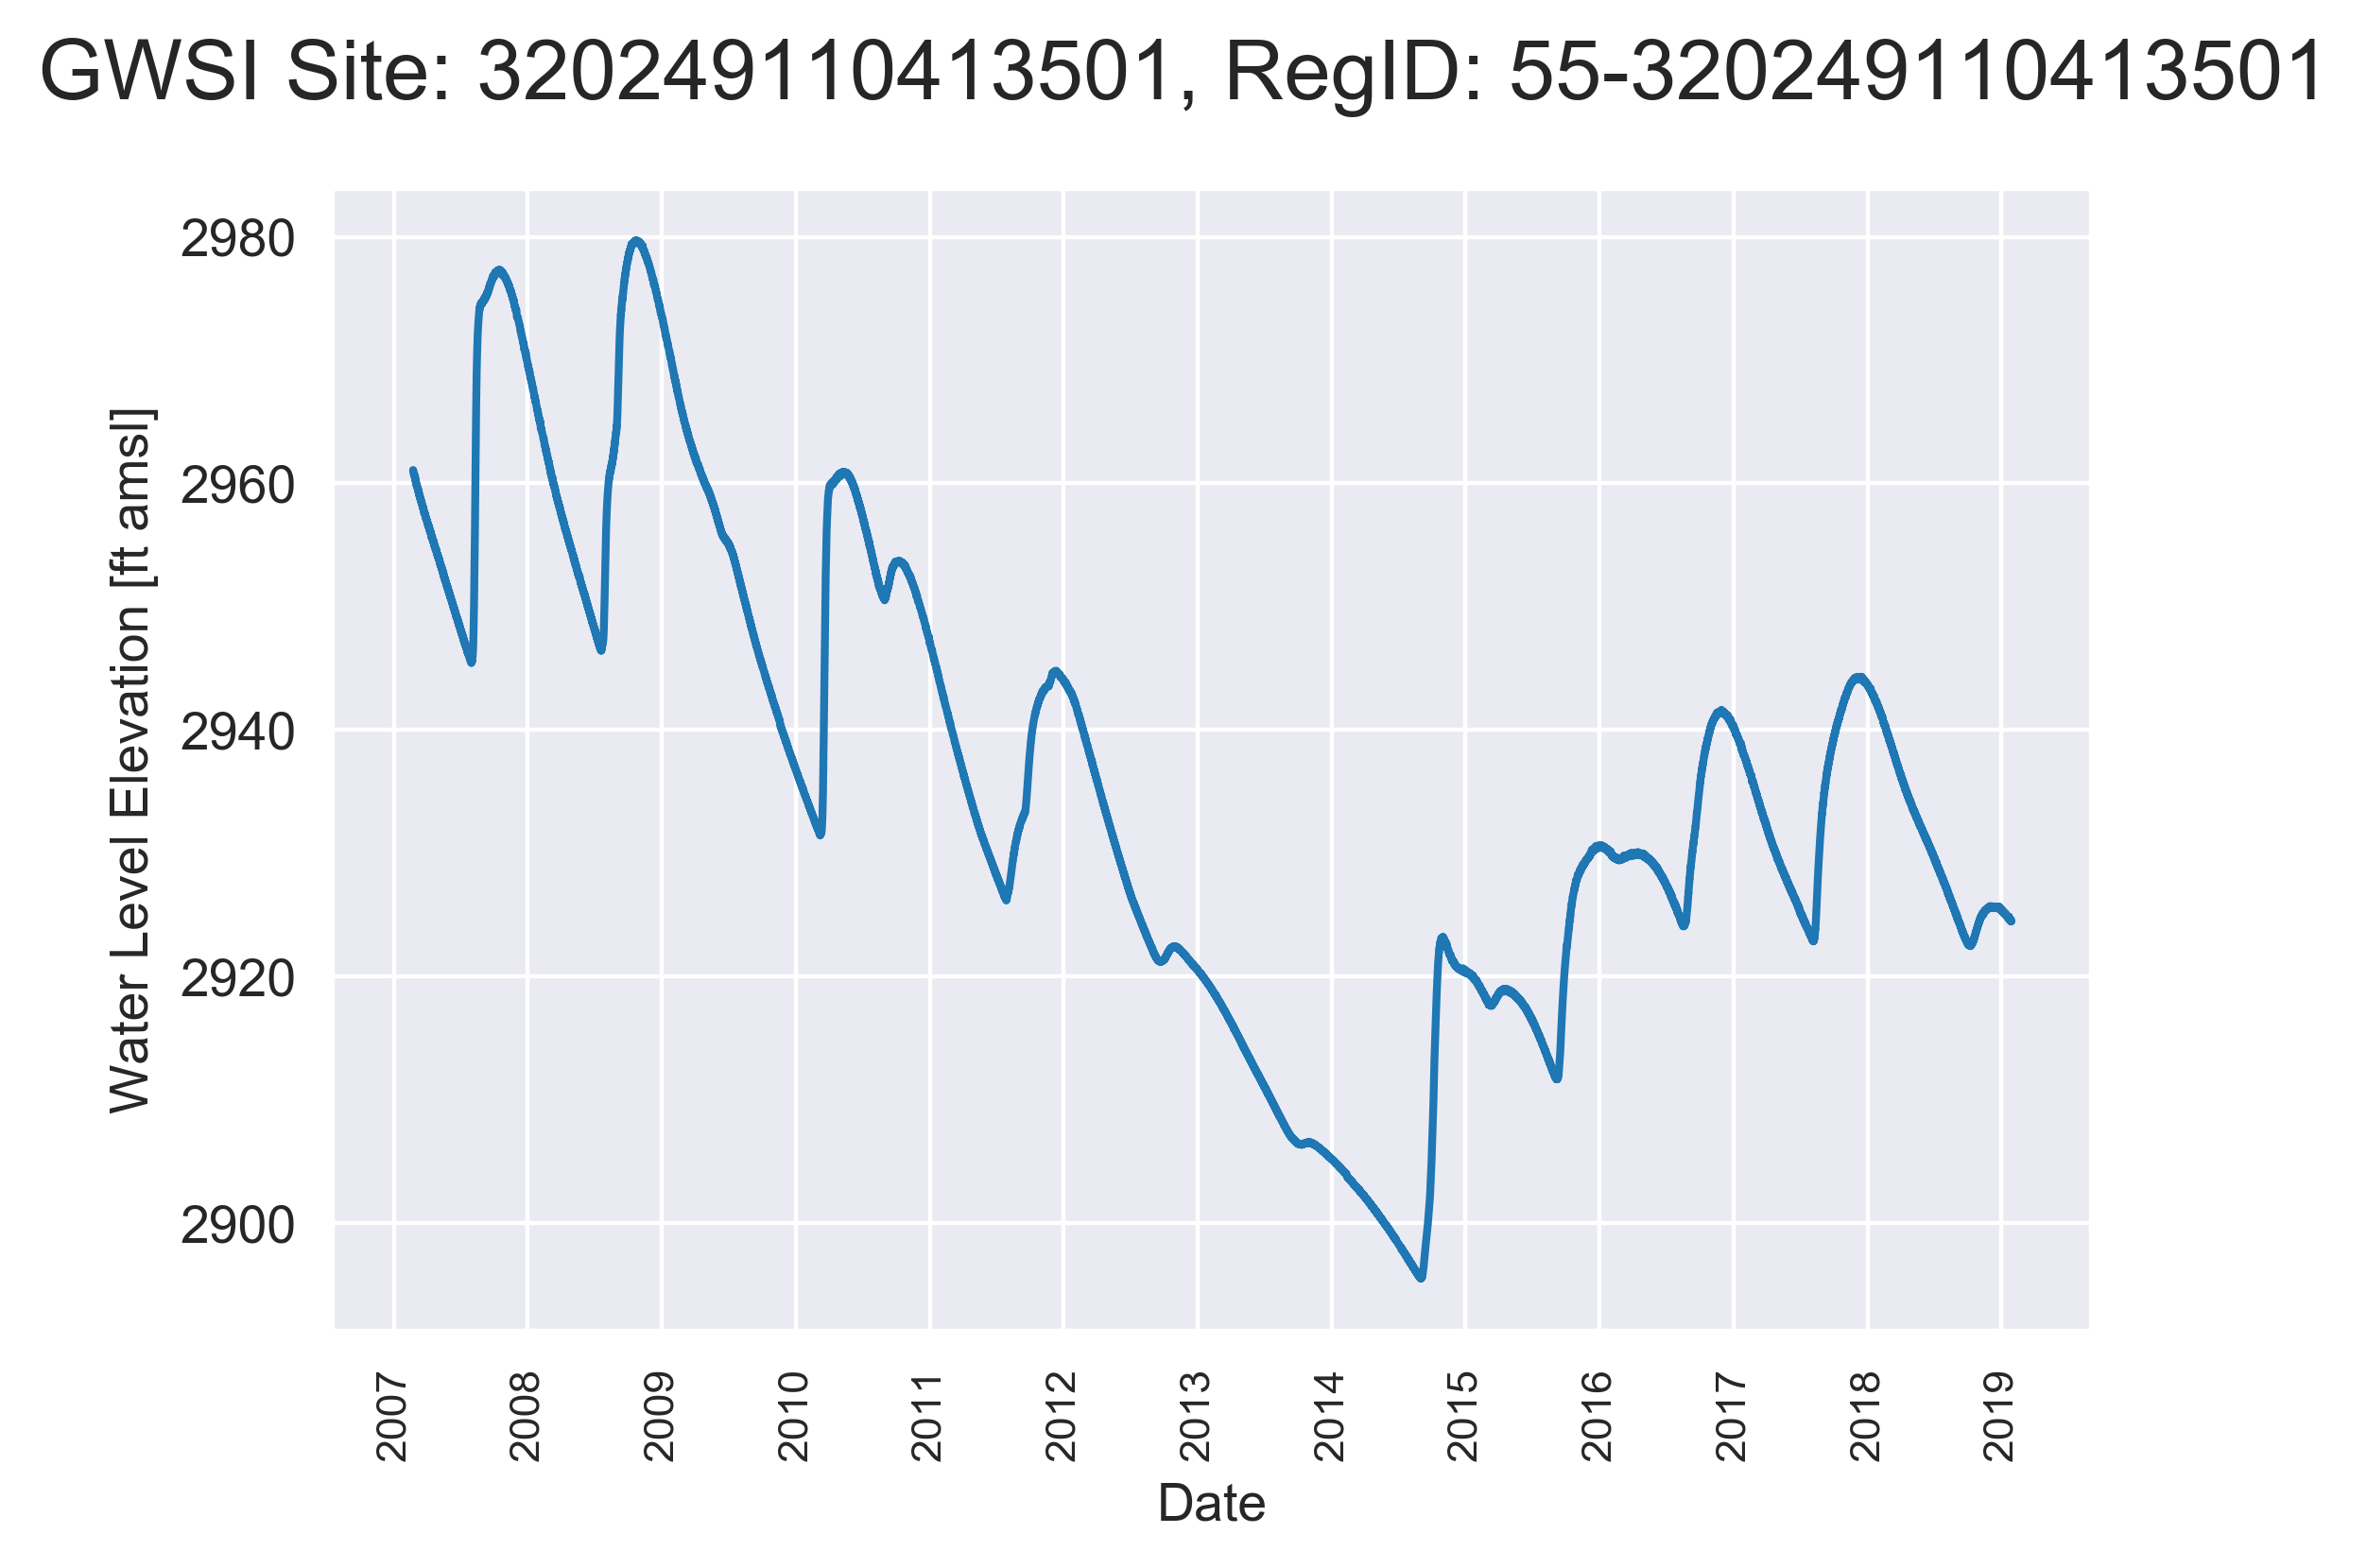 GWSI Site: 320249110413501, RegID: 55-320249110413501
Water Level Elevation [ft amsl]
2980
2960
2940
2920
2900
2007 2008 2009 2010 2011 2012 2013 2014 2015 2016 2017 2018 2019
Date